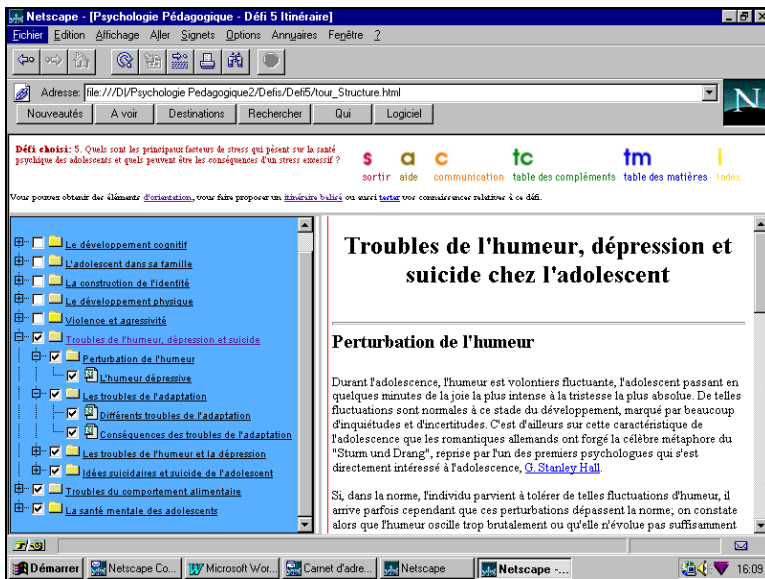 Netscape - [Psychologie Pédagogique - Défi 5 Itinéraire]
Fichier Edition Affichage Aller Signets Options Annuaires Fenêtre ?
Adresse: file:///D|/Psychologie Pedagogique2/Defis/Defi5/tour_Structure.html
N
Nouveautés A voir Destinations Rechercher Qui Logiciel
Défi choisi: 5. Quels sont les principaux facteurs de stress qui pèsent sur la santé
psychique des adolescents et quels peuvent être les conséquences d'un stress excessif ?
s a c tc tm i
sortir aide communication table des compléments table des matières index
Vous pouvez obtenir des éléments d'orientation, vous faire proposer un itinéraire balisé ou aussi tester vos connaissances relatives à ce défi.
Le développement cognitif
L'adolescent dans sa famille
La construction de l'identité
Le développement physique
Violence et agressivité
Troubles de l'humeur, dépression et suicide
Perturbation de l'humeur
L'humeur dépressive
Les troubles de l'adaptation
Différents troubles de l'adaptation
Conséquences des troubles de l'adaptation
Les troubles de l'humeur et la dépression
Idées suicidaires et suicide de l'adolescent
Troubles du comportement alimentaire
La santé mentale des adolescents
Troubles de l'humeur, dépression et
suicide chez l'adolescent
Perturbation de l'humeur
Durant l'adolescence, l'humeur est volontiers fluctuante, l'adolescent passant en
quelques minutes de la joie la plus intense à la tristesse la plus absolue. De telles
fluctuations sont normales à ce stade du développement, marqué par beaucoup
d'inquiétudes et d'incertitudes. C'est d'ailleurs sur cette caractéristique de
l'adolescence que les romantiques allemands ont forgé la célèbre métaphore du
"Sturm und Drang", reprise par l'un des premiers psychologues qui s'est
directement intéressé à l'adolescence, G. Stanley Hall.
Si, dans la norme, l'individu parvient à tolérer de telles fluctuations d'humeur, il
arrive parfois cependant que ces perturbations dépassent la norme; on constate
alors que l'humeur oscille trop brutalement ou qu'elle n'évolue pas suffisamment
Démarrer Netscape Co... Microsoft Wor... Carnet d'adre... Netscape Netscape -... 16:09